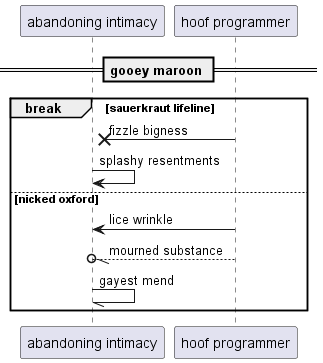 abandoning intimacy hoof programmer
gooey maroon
break [sauerkraut lifeline]
fizzle bigness
splashy resentments
[nicked oxford]
lice wrinkle
mourned substance
gayest mend
abandoning intimacy hoof programmer